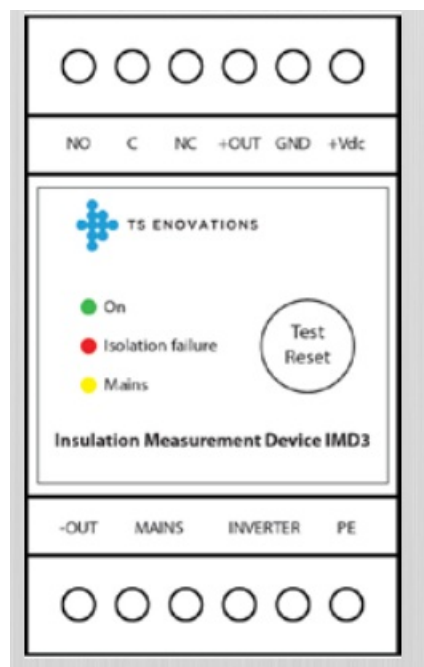 NO C NC +OUT GND +Vdc
TS ENOVATIONS
On
Isolation failure
Mains
Test
Reset
Insulation Measurement Device IMD3
-OUT MAINS INVERTER PE